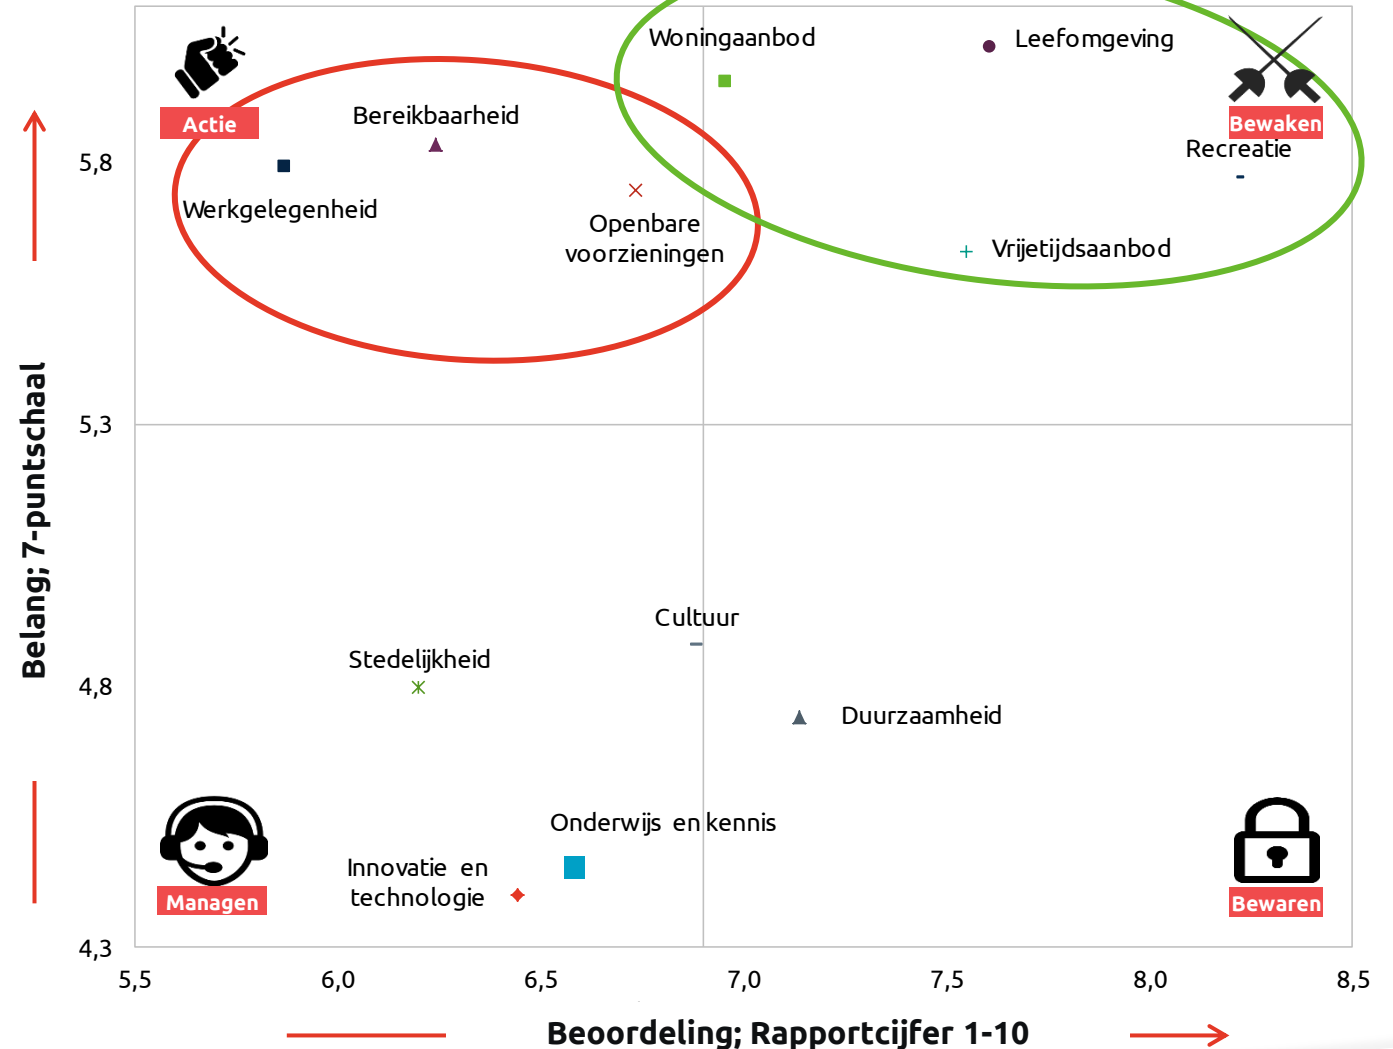 Woningaanbod
Leefomgeving
Actie
Bereikbaarheid
Bewaken
Recreatie
5,8
Werkgelegenheid
Openbare
voorzieningen
Vrijetijdsaanbod
5,3
Belang; 7-puntschaal
Cultuur
Stedelijkheid
4,8
Duurzaamheid
Onderwijs en kennis
Innovatie en
technologie
Managen
Bewaren
4,3
5,5 6,0 6,5 7,0 7,5 8,0 8,5
Beoordeling; Rapportcijfer 1-10